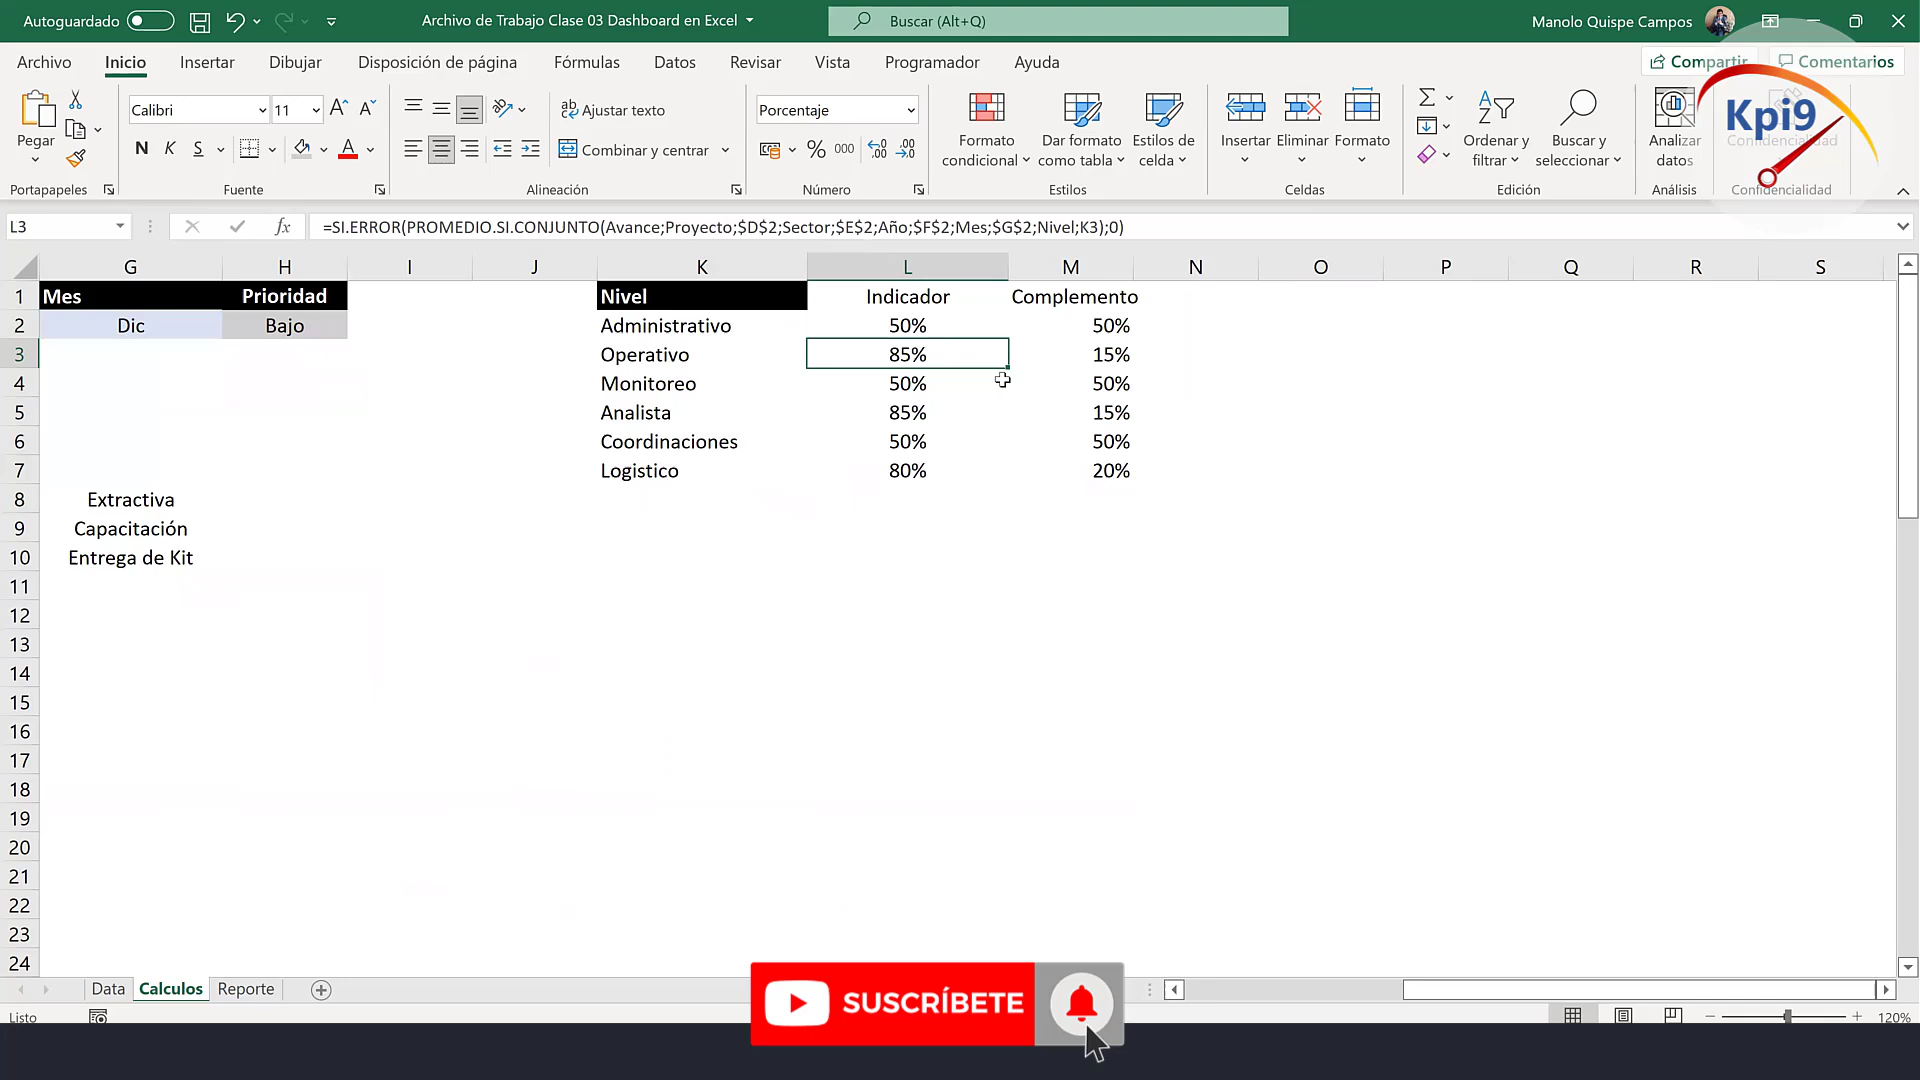 Autoguardado
Archivo de Trabajo Clase 03 Dashboard en Excel
Buscar (Alt+Q)
Manolo Quispe Campos
Archivo Inicio Insertar Dibujar Disposición de página Fórmulas Datos Revisar Vista Programador Ayuda
Compartir Comentarios
Pegar
Portapapeles
Calibri 11
N K S
Fuente
Ajustar texto
Combinar y centrar
Alineación
Porcentaje
% 000
Número
Formato condicional
Dar formato como tabla
Estilos de celda
Estilos
Insertar Eliminar Formato
Celdas
Ordenar y filtrar
Buscar y seleccionar
Edición
Analizar datos
Análisis
Confidencialidad
Confidencialidad
Kpi9
L3
fx
=SI.ERROR(PROMEDIO.SI.CONJUNTO(Avance;Proyecto;$D$2;Sector;$E$2;Año;$F$2;Mes;$G$2;Nivel;K3);0)
G H I J K L M N O P Q R S
1 Mes Prioridad Nivel Indicador Complemento
2 Dic Bajo Administrativo 50% 50%
3 Operativo 85% 15%
4 Monitoreo 50% 50%
5 Analista 85% 15%
6 Coordinaciones 50% 50%
7 Logistico 80% 20%
8 Extractiva
9 Capacitación
10 Entrega de Kit
11
12
13
14
15
16
17
18
19
20
21
22
23
24
Data Calculos Reporte
SUSCRÍBETE
Listo
120%